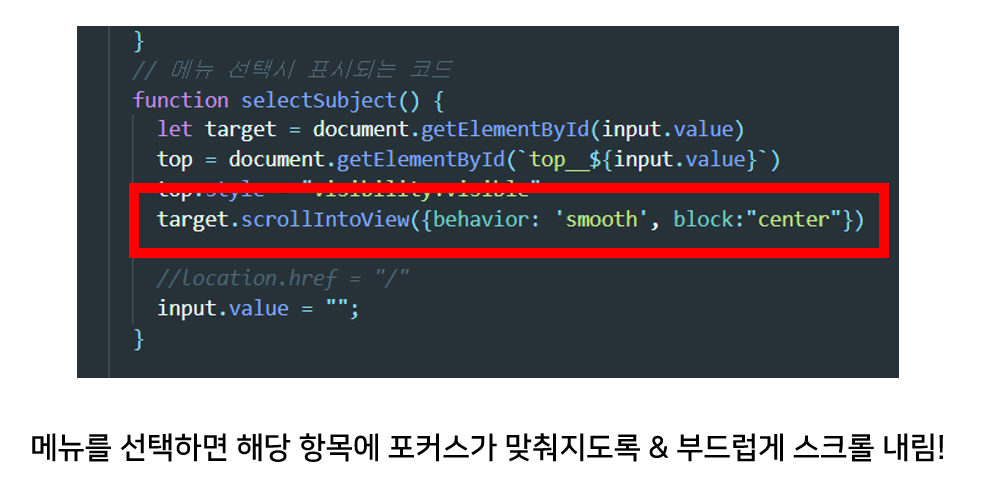 }
// 메뉴 선택시 표시되는 코드
function selectSubject() {
let target = document.getElementById(input.value)
top = document.getElementById(`top__${input.value}`)
top.style = "visibility:visible"
target.scrollIntoView({behavior: 'smooth', block:"center"})
//location.href = "/"
input.value = "";
}
메뉴를 선택하면 해당 항목에 포커스가 맞춰지도록 & 부드럽게 스크롤 내림!